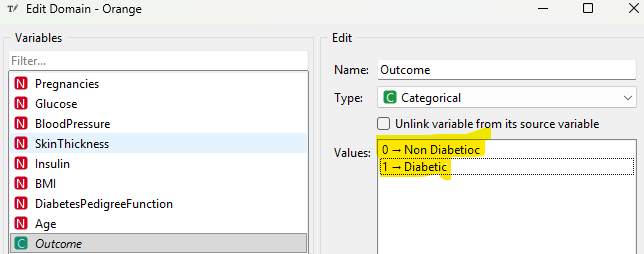 Edit Domain - Orange
Variables
Filter...
N Pregnancies
N Glucose
N BloodPressure
N SkinThickness
N Insulin
N BMI
N DiabetesPedigreeFunction
N Age
C Outcome
Edit
Name: Outcome
Type: C Categorical
Unlink variable from its source variable
Values: 0 → Non Diabetioc
1 → Diabetic